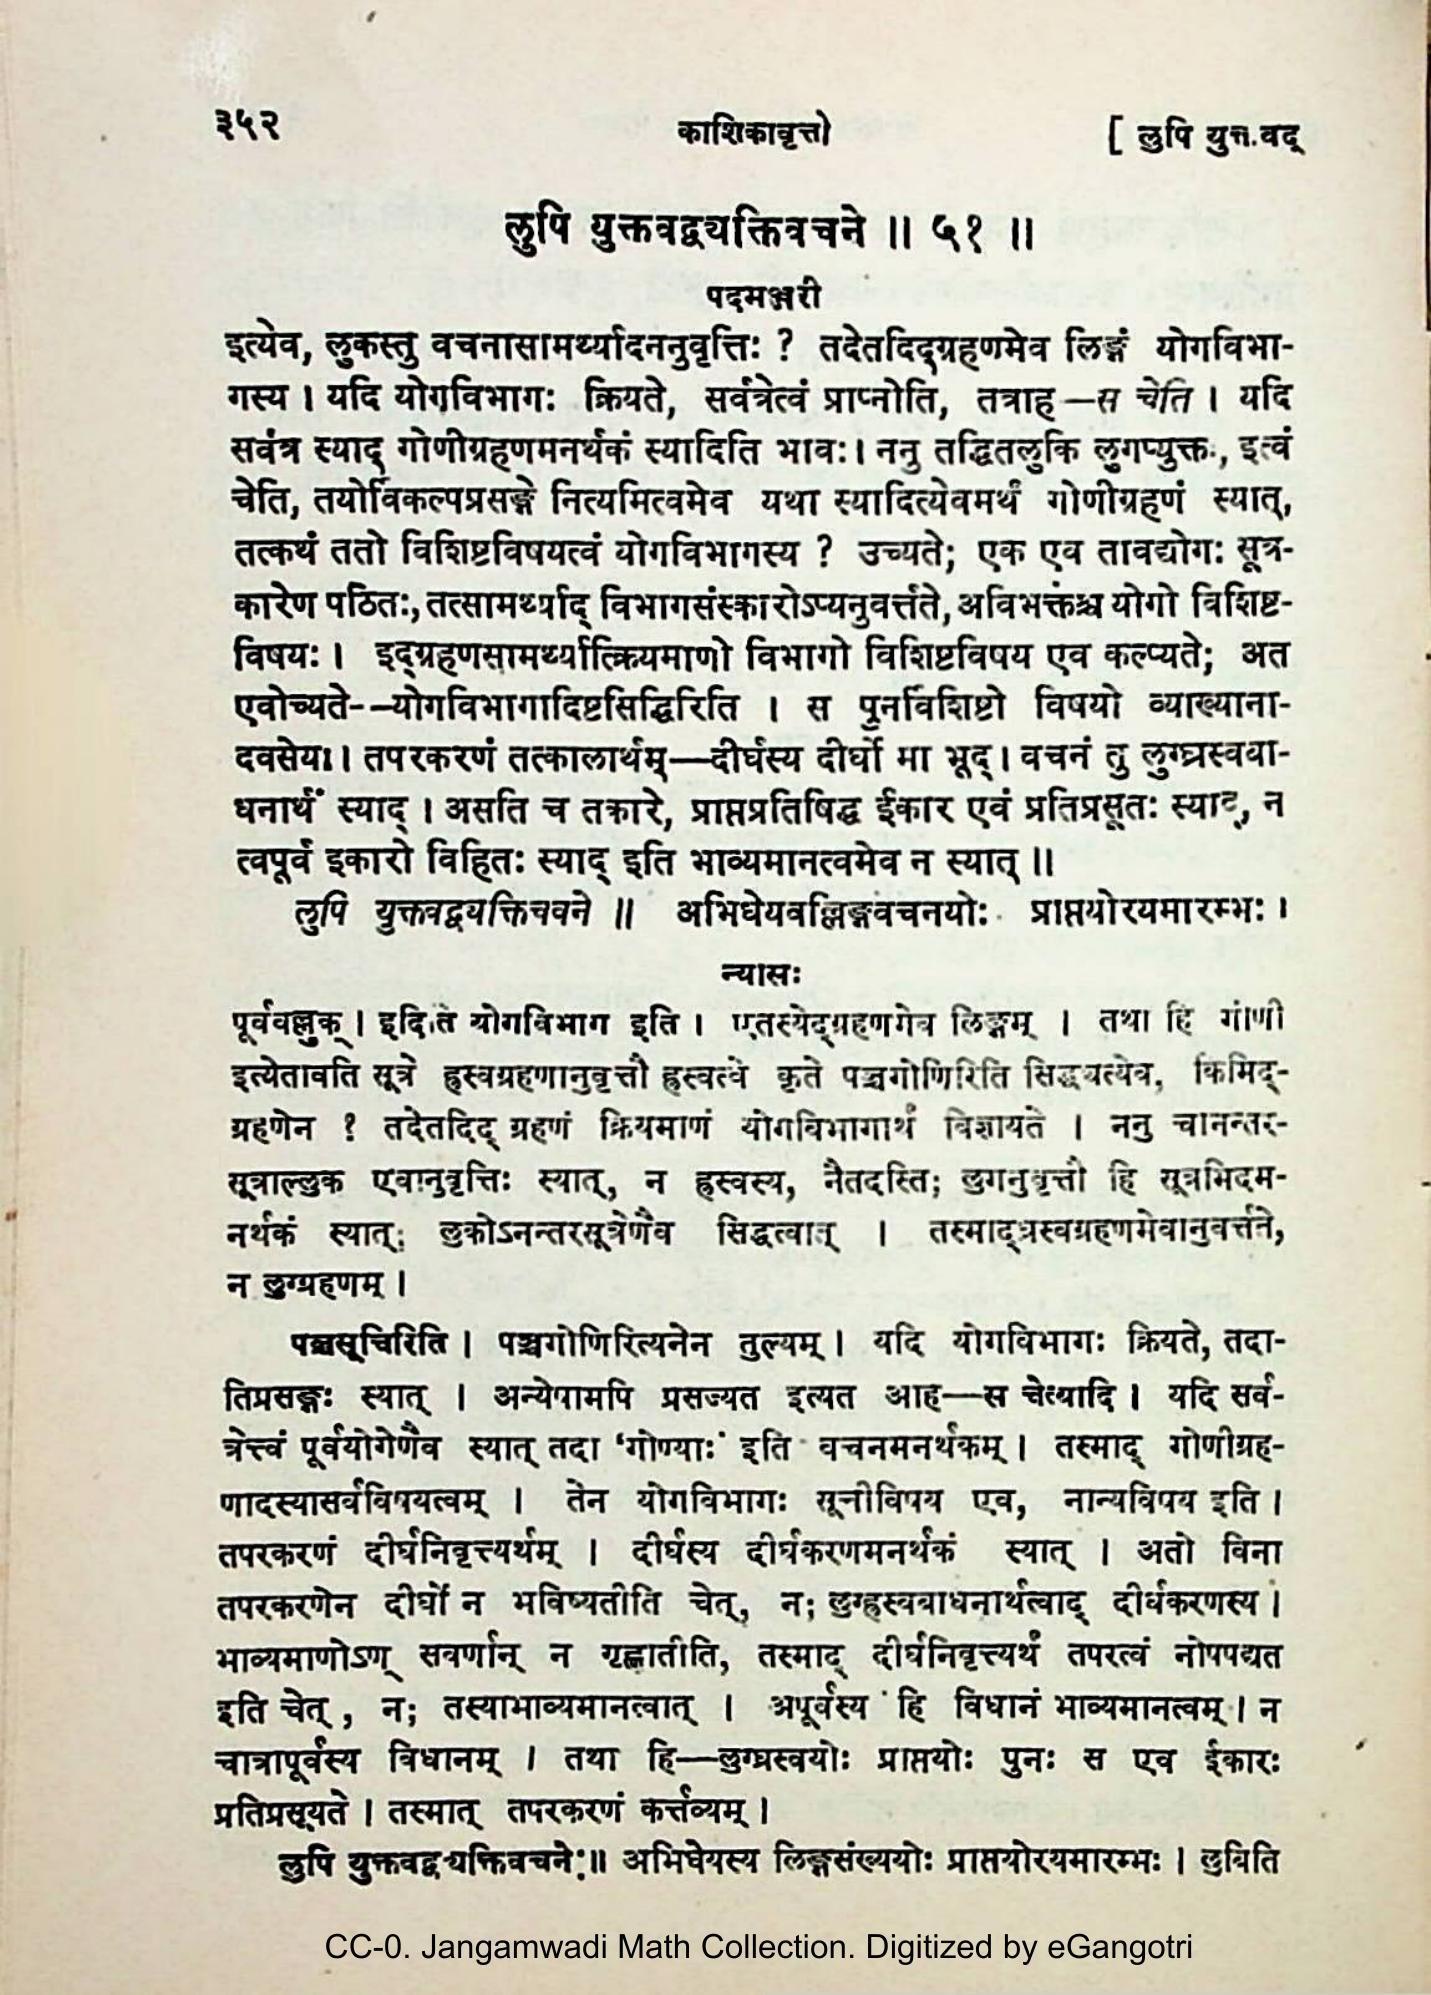 ३५२ काशिकावृत्तो [ लुपि युक्त.वद्
लुपि युक्तवद्व्यक्तिवचने ॥ ५१ ॥
पदमञ्जरी
इत्येव, लुकस्तु वचनासामर्थ्यादननुवृत्तिः ? तदेतदिद्ग्रहणमेव लिङ्गं योगविभा-
गस्य । यदि योगविभागः क्रियते, सर्वत्रेत्वं प्राप्नोति, तत्राह —स चेति । यदि
सर्वत्र स्याद् गोणीग्रहणमनर्थकं स्यादिति भावः। ननु तद्धितलुकि लुगप्युक्तः, इत्वं
चेति, तयोर्विकल्पप्रसङ्गे नित्यमित्वमेव यथा स्यादित्येवमर्थं गोणीग्रहणं स्यात्,
तत्कथं ततो विशिष्टविषयत्वं योगविभागस्य ? उच्यते; एक एव तावद्योगः सूत्र-
कारेण पठितः, तत्सामर्थ्याद् विभागसंस्कारोऽप्यनुवर्त्तते, अविभक्तंश्च योगो विशिष्ट-
विषयः। इद्ग्रहणसामर्थ्यात्क्रियमाणो विभागो विशिष्टविषय एव कल्प्यते; अत
एवोच्यते--योगविभागादिष्टसिद्धिरिति । स पुनर्विशिष्टो विषयो व्याख्याना-
दवसेयः। तपरकरणं तत्कालार्थम्—दीर्घस्य दीर्घो मा भूद्। वचनं तु लुग्घ्रस्वबा-
धनार्थं स्याद् । असति च तकारे, प्राप्तप्रतिषिद्ध ईकार एवं प्रतिप्रसूतः स्याद्, न
त्वपूर्व इकारो विहितः स्याद् इति भाव्यमानत्वमेव न स्यात् ॥
लुपि युक्तवद्व्यक्तिचवने ॥ अभिधेयवल्लिङ्गवचनयोः प्राप्तयोरयमारम्भः ।
न्यासः
पूर्ववल्लुक् । इदिति योगविभाग इति । एतस्येद्ग्रहणमेव लिङ्गम् । तथा हि गोणी
इत्येतावति सूत्रे ह्रस्वग्रहणानुवृत्तौ ह्रस्वत्वे कृते पञ्चगोणिरिति सिद्ध्यत्येव, किमिद्-
ग्रहणेन ? तदेतदिद् ग्रहणं क्रियमाणं योगविभागार्थं विज्ञायते । ननु चानन्तर-
सूत्राल्लुक एवानुवृत्तिः स्यात्, न ह्रस्वस्य, नैतदस्ति; लुगनुवृत्तौ हि सूत्रमिदम-
नर्थकं स्यात्; लुकोऽनन्तरसूत्रेणैव सिद्धत्वात् । तस्माद्ध्रस्वग्रहणमेवानुवर्त्तते,
न लुग्ग्रहणम् ।
पञ्चसूचिरिति । पञ्चगोणिरित्यनेन तुल्यम् । यदि योगविभागः क्रियते, तदा-
तिप्रसङ्गः स्यात् । अन्येषामपि प्रसज्यत इत्यत आह—स चेत्यादि । यदि सर्व-
त्रेत्त्वं पूर्वयोगेणैव स्यात् तदा 'गोण्याः' इति वचनमनर्थकम् । तस्माद् गोणीग्रह-
णादस्यासर्वविषयत्वम् । तेन योगविभागः सूचीविषय एव, नान्यविषय इति ।
तपरकरणं दीर्घनिवृत्त्यर्थम् । दीर्घस्य दीर्घकरणमनर्थकं स्यात् । अतो विना
तपरकरणेन दीर्घो न भविष्यतीति चेत्, न; लुग्ह्रस्वबाधनार्थत्वाद् दीर्धकरणस्य ।
भाव्यमाणोऽण् सवर्णान् न गृह्णातीति, तस्माद् दीर्घनिवृत्त्यर्थं तपरत्वं नोपपद्यत
इति चेत् , न; तस्याभाव्यमानत्वात् । अपूर्वस्य हि विधानं भाव्यमानत्वम् । न
चात्रापूर्वस्य विधानम् । तथा हि—लुग्घ्रस्वयोः प्राप्तयोः पुनः स एव ईकारः
प्रतिप्रसूयते । तस्मात् तपरकरणं कर्त्तव्यम् ।
लुपि युक्तवद्व्यक्तिवचने ॥ अभिधेयस्य लिङ्गसंख्ययोः प्राप्तयोरयमारम्भः । लुबिति
CC-0. Jangamwadi Math Collection. Digitized by eGangotri